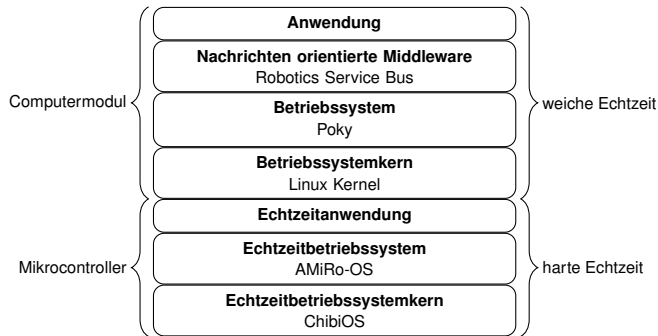 Anwendung
Nachrichten orientierte Middleware
Robotics Service Bus
Computermodul
weiche Echtzeit
Betriebssystem
Poky
Betriebssystemkern
Linux Kernel
Echtzeitanwendung
Echtzeitbetriebssystem
AMiRo-OS
Mikrocontroller
harte Echtzeit
Echtzeitbetriebssystemkern
ChibiOS